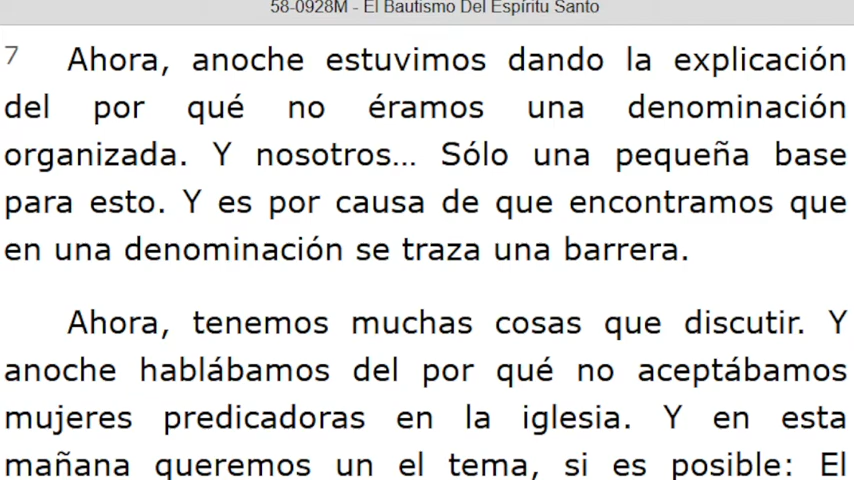 58-0928M - El Bautismo Del Espíritu Santo
7 Ahora, anoche estuvimos dando la explicación
del por qué no éramos una denominación
organizada. Y nosotros... Sólo una pequeña base
para esto. Y es por causa de que encontramos que
en una denominación se traza una barrera.
Ahora, tenemos muchas cosas que discutir. Y
anoche hablábamos del por qué no aceptábamos
mujeres predicadoras en la iglesia. Y en esta
mañana queremos un el tema, si es posible: El